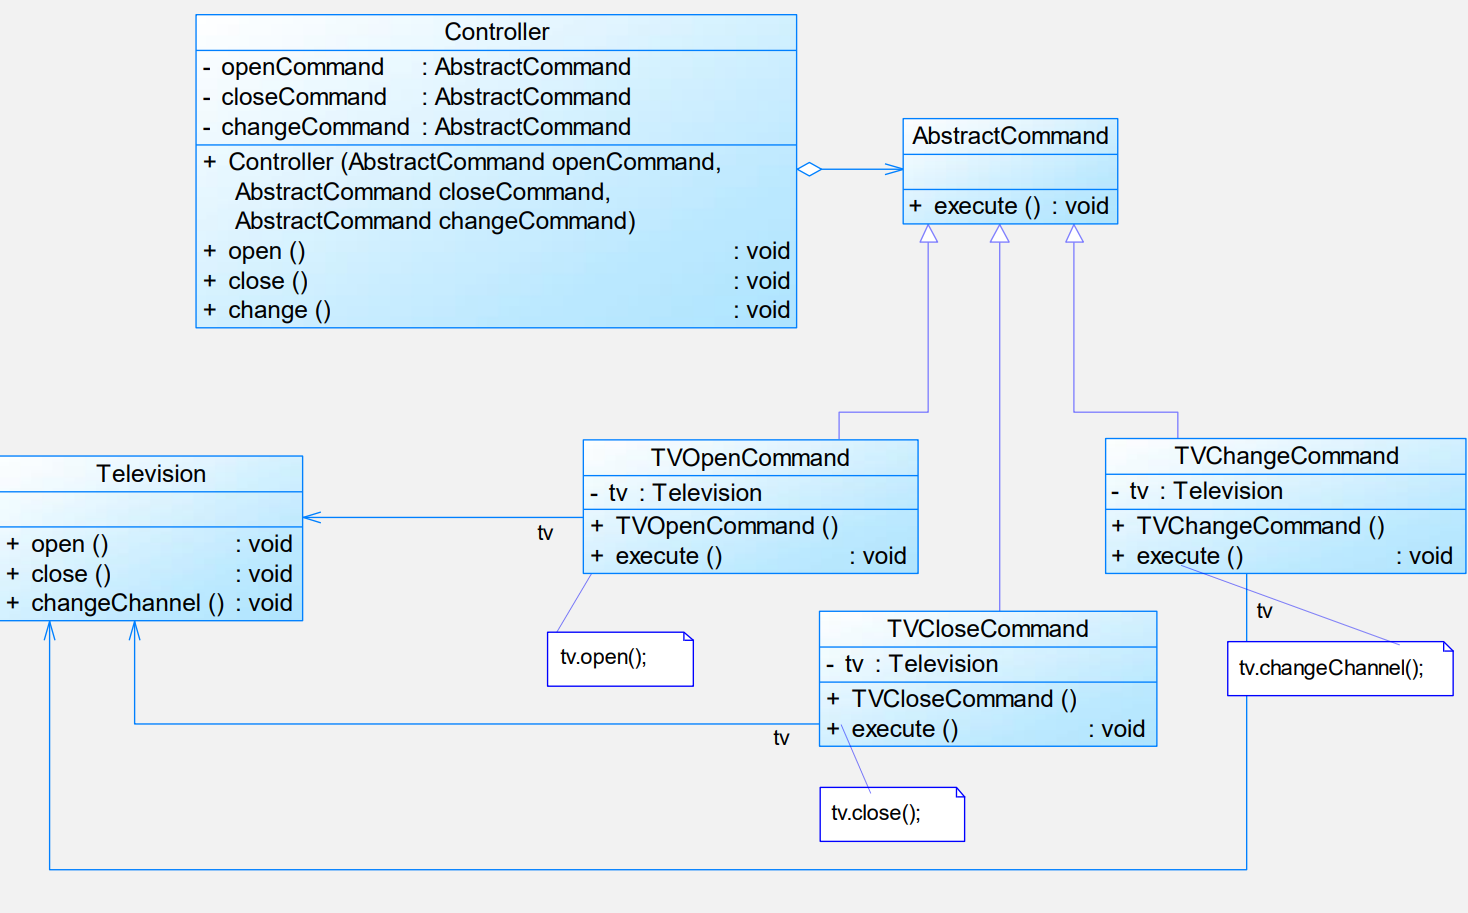 Controller
- openCommand : AbstractCommand
- closeCommand : AbstractCommand
- changeCommand : AbstractCommand
+ Controller (AbstractCommand openCommand,
AbstractCommand closeCommand,
AbstractCommand changeCommand)
+ open () : void
+ close () : void
+ change () : void
AbstractCommand
+ execute () : void
Television
+ open () : void
+ close () : void
+ changeChannel () : void
TVOpenCommand
- tv : Television
+ TVOpenCommand ()
+ execute () : void
tv
tv.open();
TVChangeCommand
- tv : Television
+ TVChangeCommand ()
+ execute () : void
tv
tv.changeChannel();
TVCloseCommand
- tv : Television
+ TVCloseCommand ()
+ execute () : void
tv
tv.close();